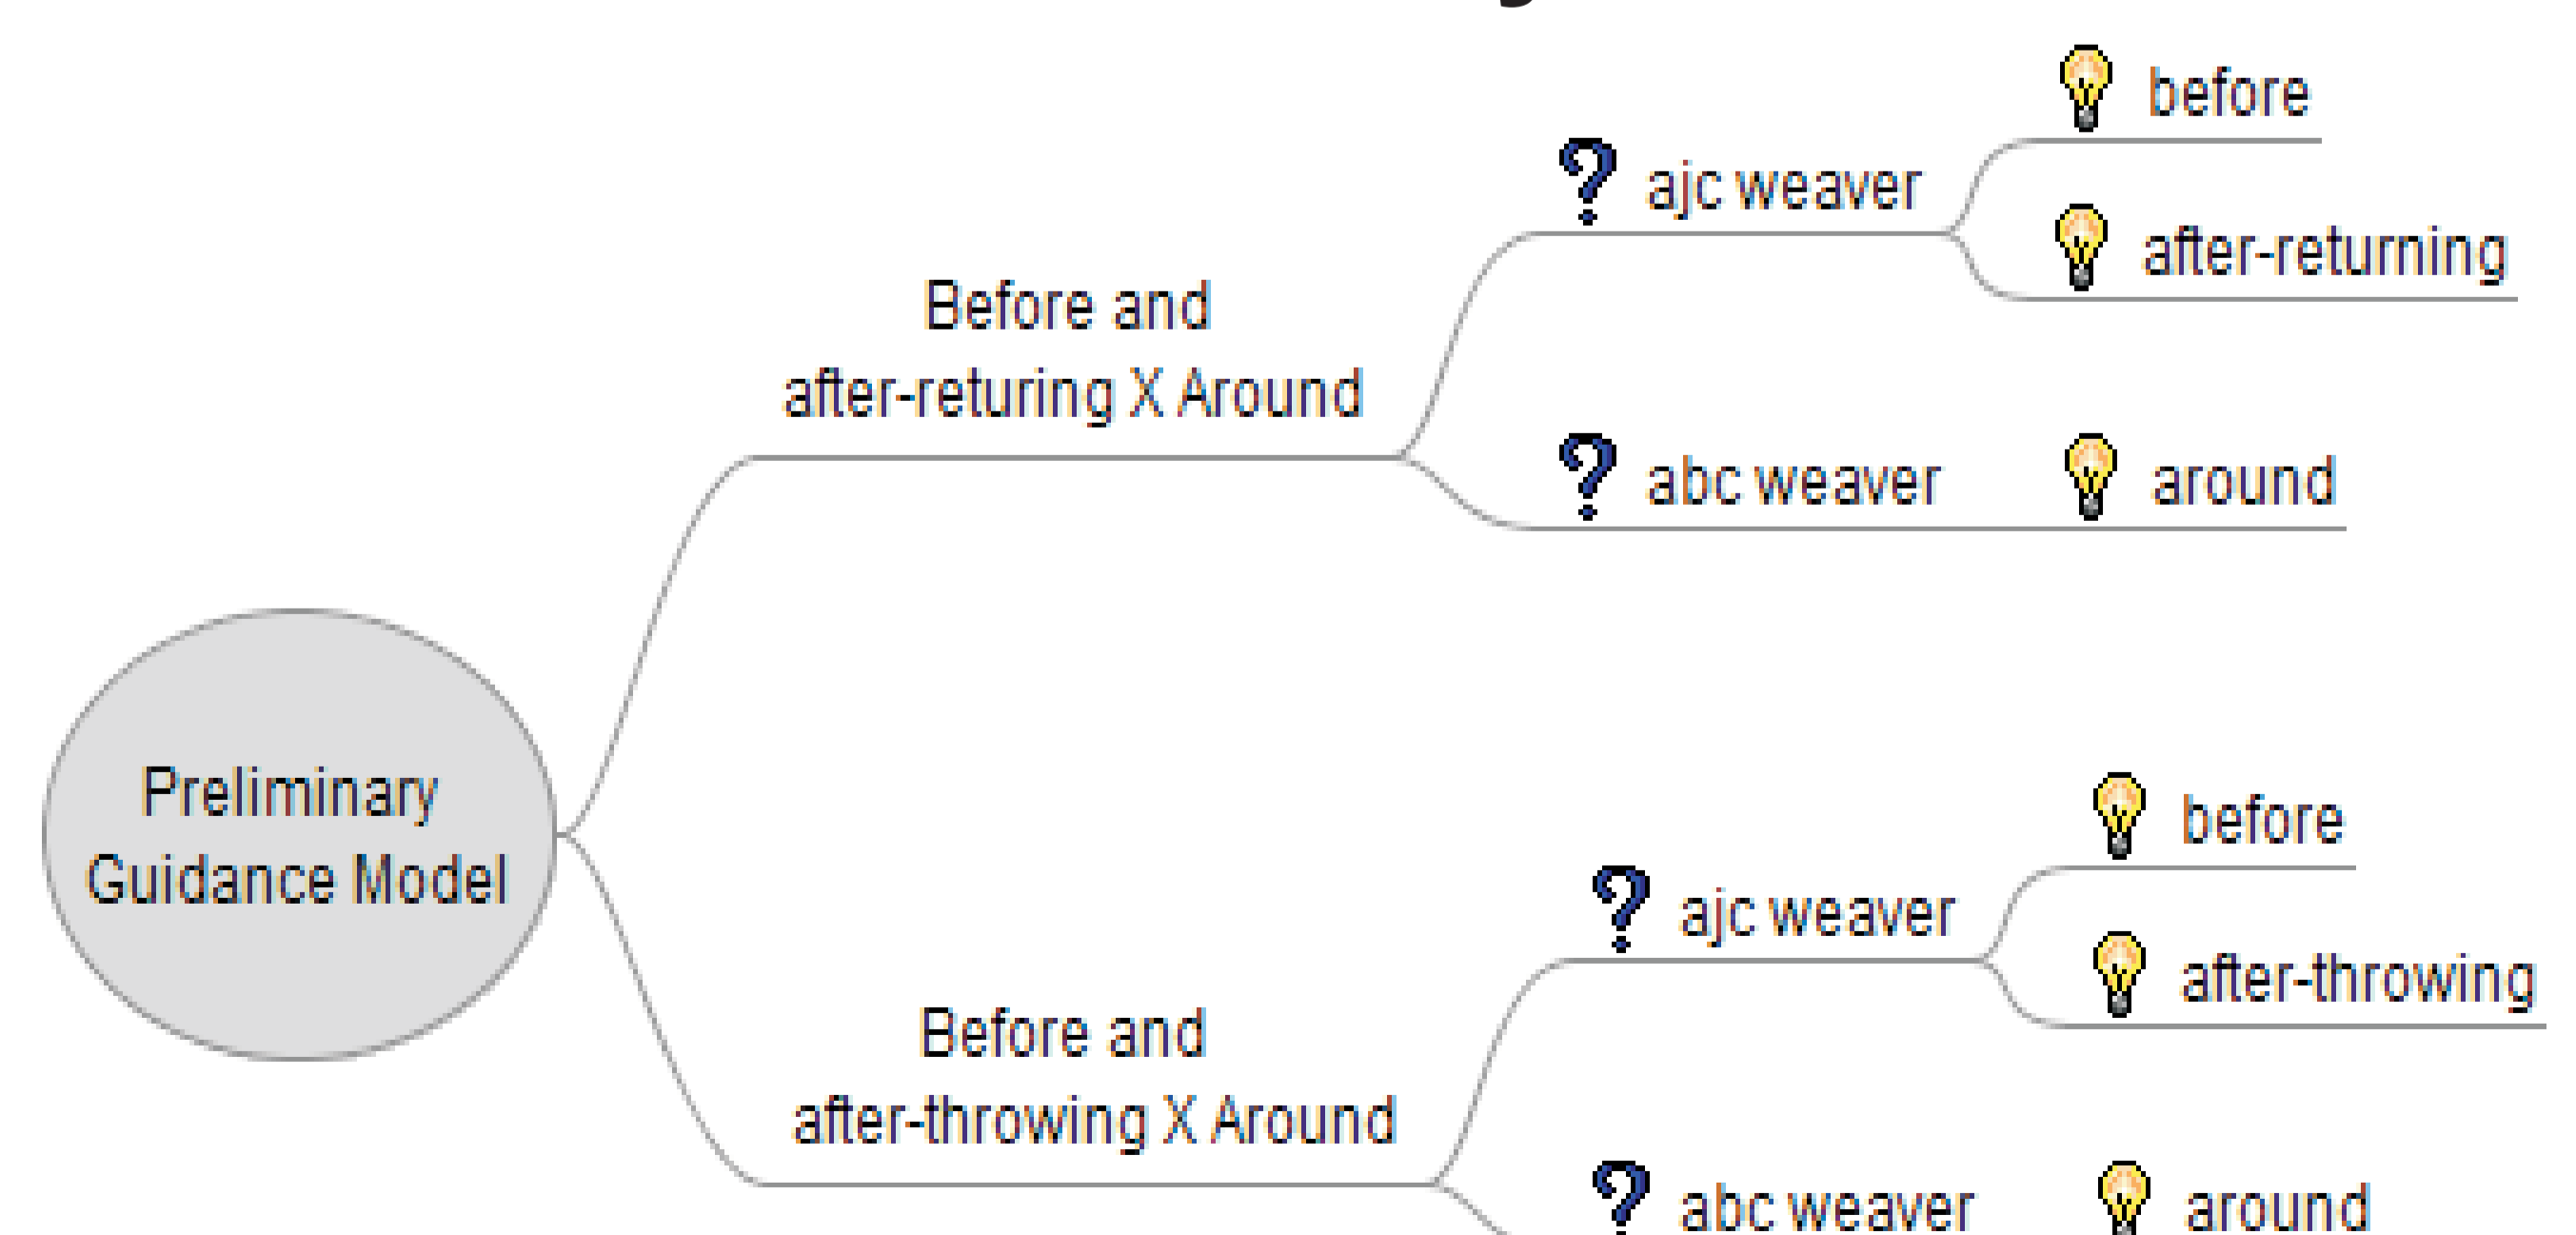 before
ajc weaver
after-returning
Before and
after-returing X Around
abc weaver
around
Preliminary
Guidance Model
before
ajc weaver
after-throwing
Before and
after-throwing X Around
abc weaver
around